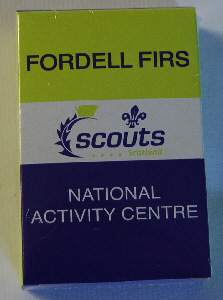 FORDELL FIRS
scouts
Scotland
NATIONAL
ACTIVITY CENTRE